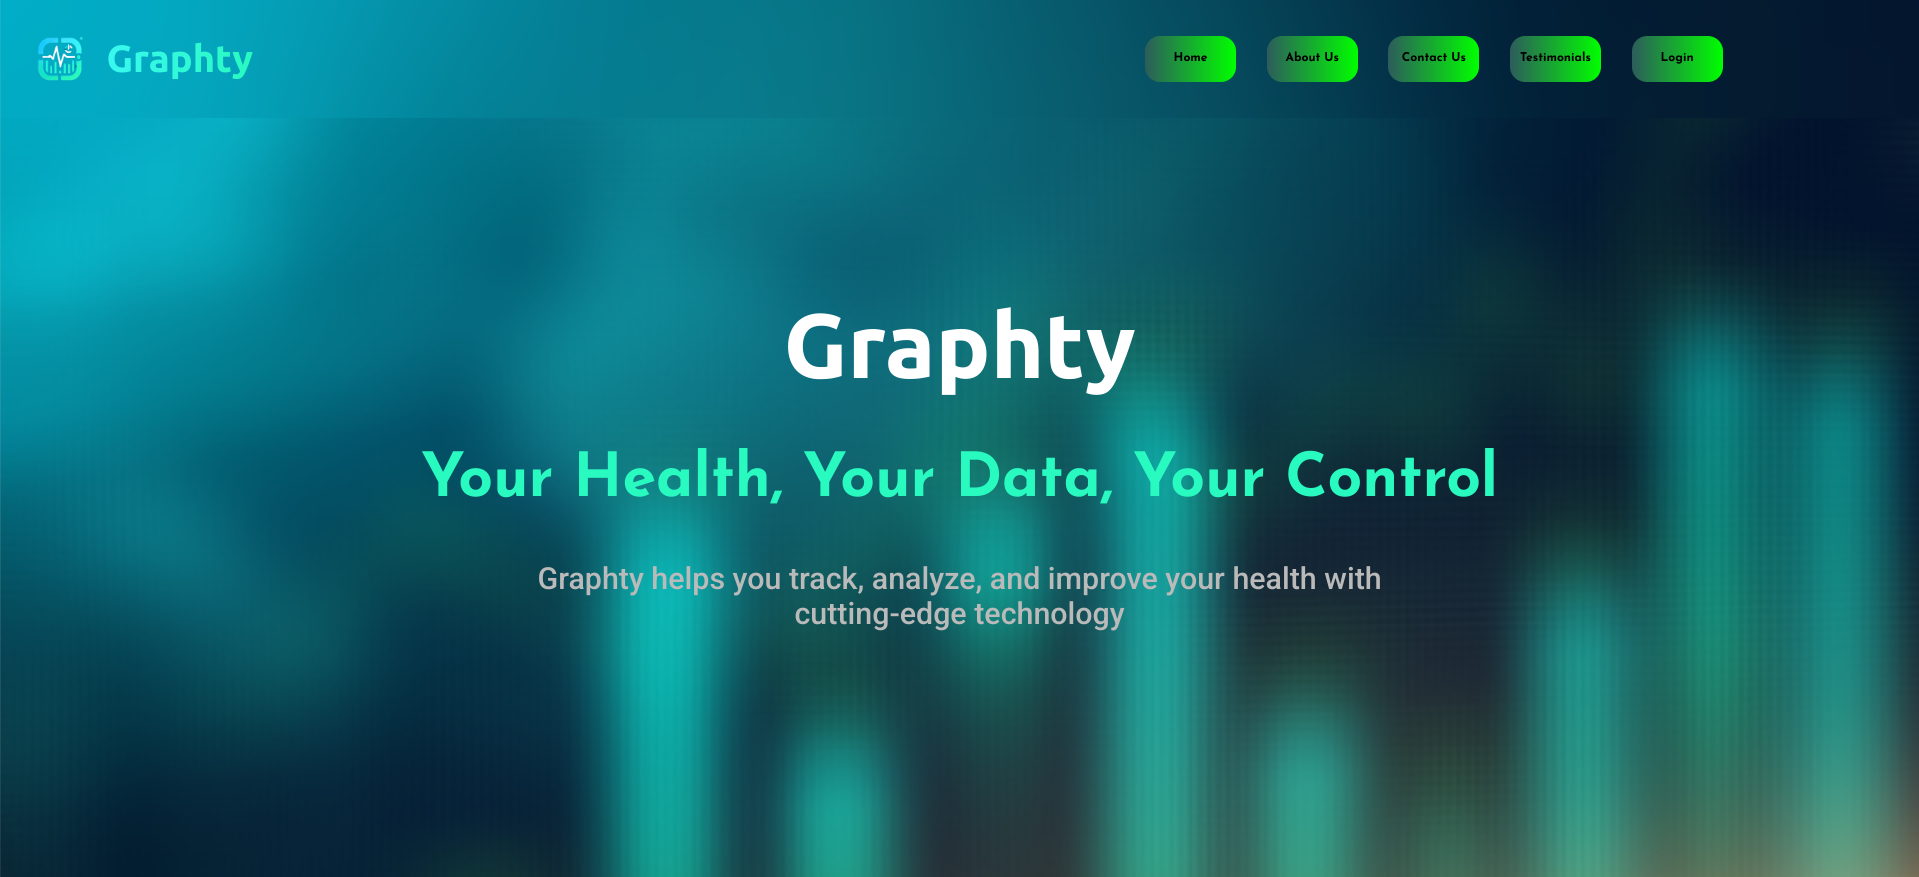 Graphty
Home
About Us
Contact Us
Testimonials
Login
Graphty
Your Health, Your Data, Your Control
Graphty helps you track, analyze, and improve your health with
cutting-edge technology